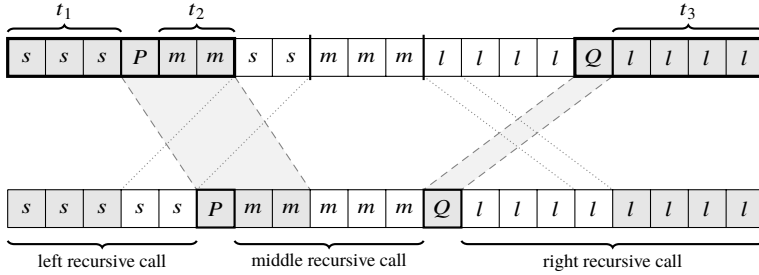 t1 t2 t3
s s s P m m s s m m m l l l l Q l l l l
s s s s s P m m m m m Q l l l l l l l l
left recursive call middle recursive call right recursive call